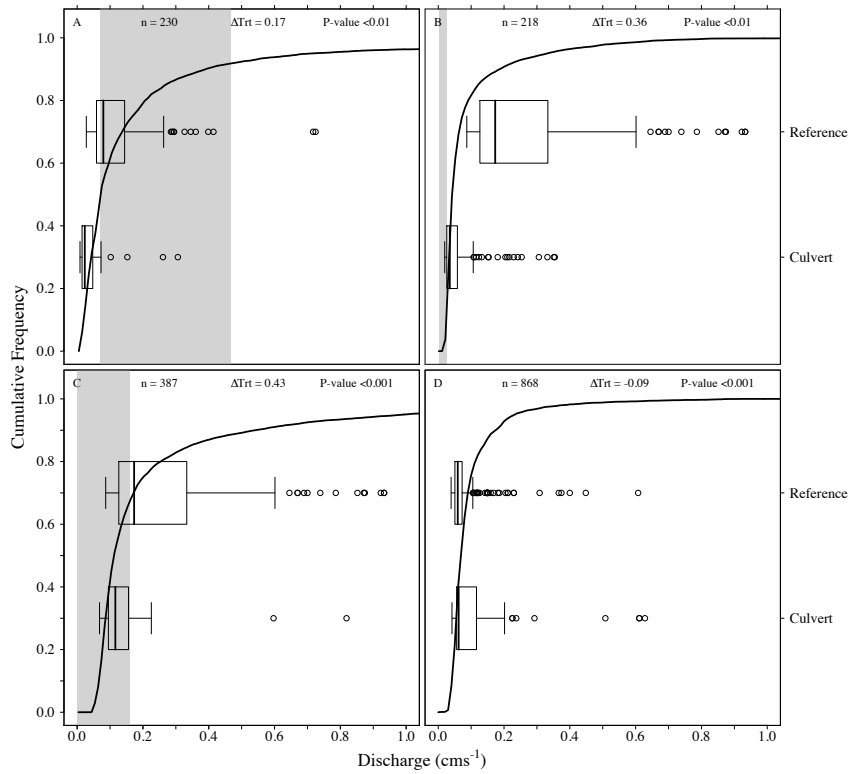 A n = 230 ΔTrt = 0.17 P-value <0.01
B n = 218 ΔTrt = 0.36 P-value <0.01
1.0
0.8
0.6
0.4
0.2
0.0
Reference
Culvert
Cumulative Frequency
C n = 387 ΔTrt = 0.43 P-value <0.001
D n = 868 ΔTrt = -0.09 P-value <0.001
1.0
0.8
0.6
0.4
0.2
0.0
Reference
Culvert
0.0 0.2 0.4 0.6 0.8 1.0
0.0 0.2 0.4 0.6 0.8 1.0
Discharge (cms⁻¹)